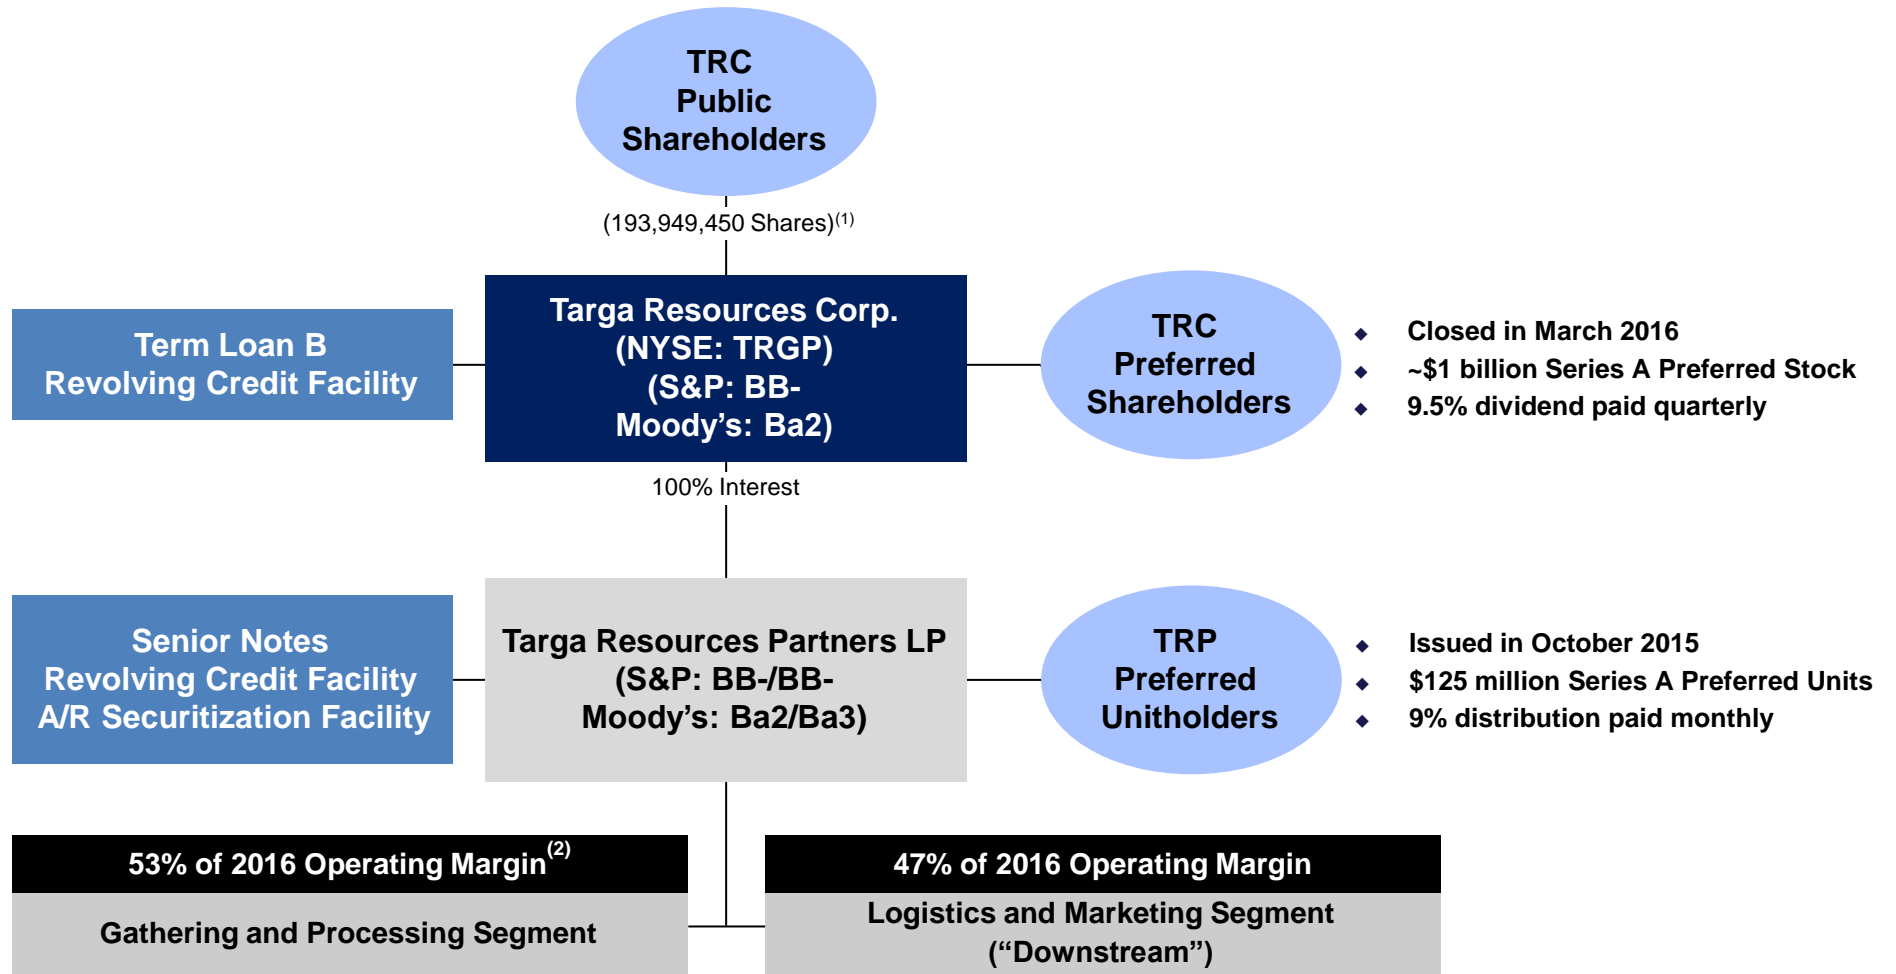 TRC
Public
Shareholders
(193,949,450 Shares)(1)
Targa Resources Corp.
(NYSE: TRGP)
(S&P: BB-
Moody’s: Ba2)
Term Loan B
Revolving Credit Facility
TRC
Preferred
Shareholders
◆ Closed in March 2016
◆ ~$1 billion Series A Preferred Stock
◆ 9.5% dividend paid quarterly
100% Interest
Senior Notes
Revolving Credit Facility
A/R Securitization Facility
Targa Resources Partners LP
(S&P: BB-/BB-
Moody’s: Ba2/Ba3)
TRP
Preferred
Unitholders
◆ Issued in October 2015
◆ $125 million Series A Preferred Units
◆ 9% distribution paid monthly
53% of 2016 Operating Margin(2)
Gathering and Processing Segment
47% of 2016 Operating Margin
Logistics and Marketing Segment
(“Downstream”)